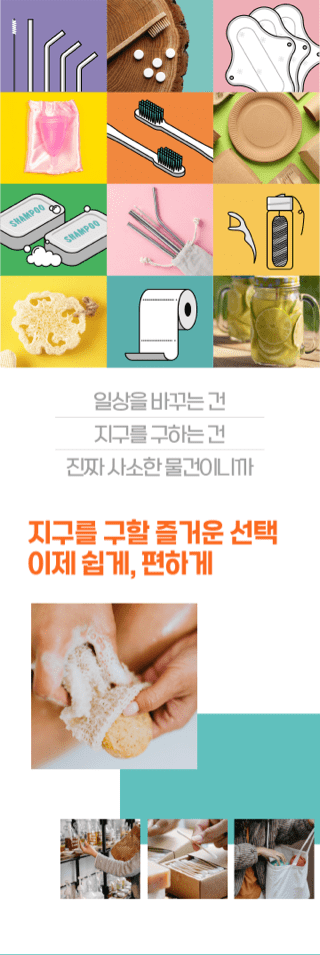 SHAMPOO
SHAMPOO
일상을 바꾸는 건
지구를 구하는 건
진짜 사소한 물건이니까
지구를 구할 즐거운 선택
이제 쉽게, 편하게